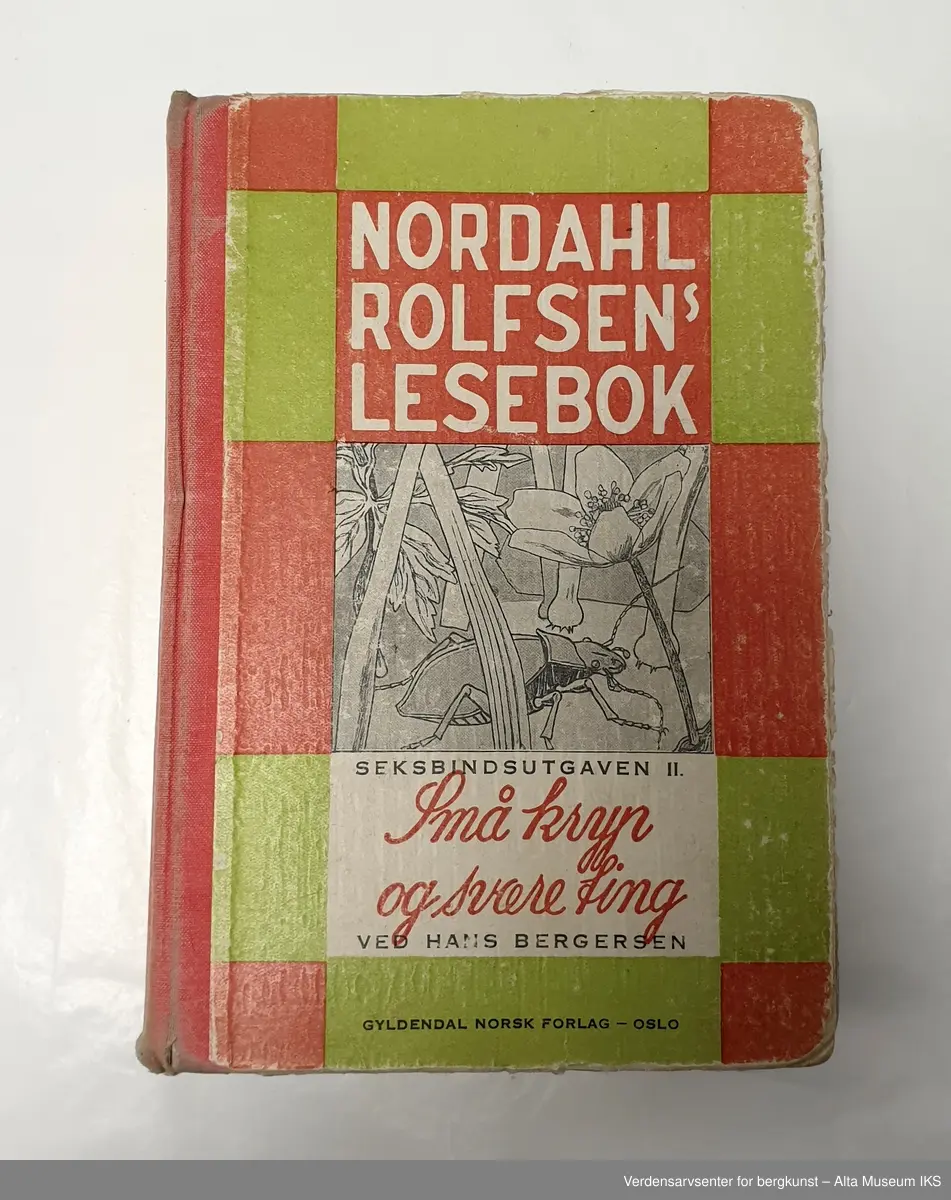 NORDAHL
ROLFSENS
LESEBOK
SEKSBINDSUTGAVEN II.
Små kryp
og svære ting
VED HANS BERGERSEN
GYLDENDAL NORSK FORLAG – OSLO
Verdensarvsenter for bergkunst – Alta Museum IKS